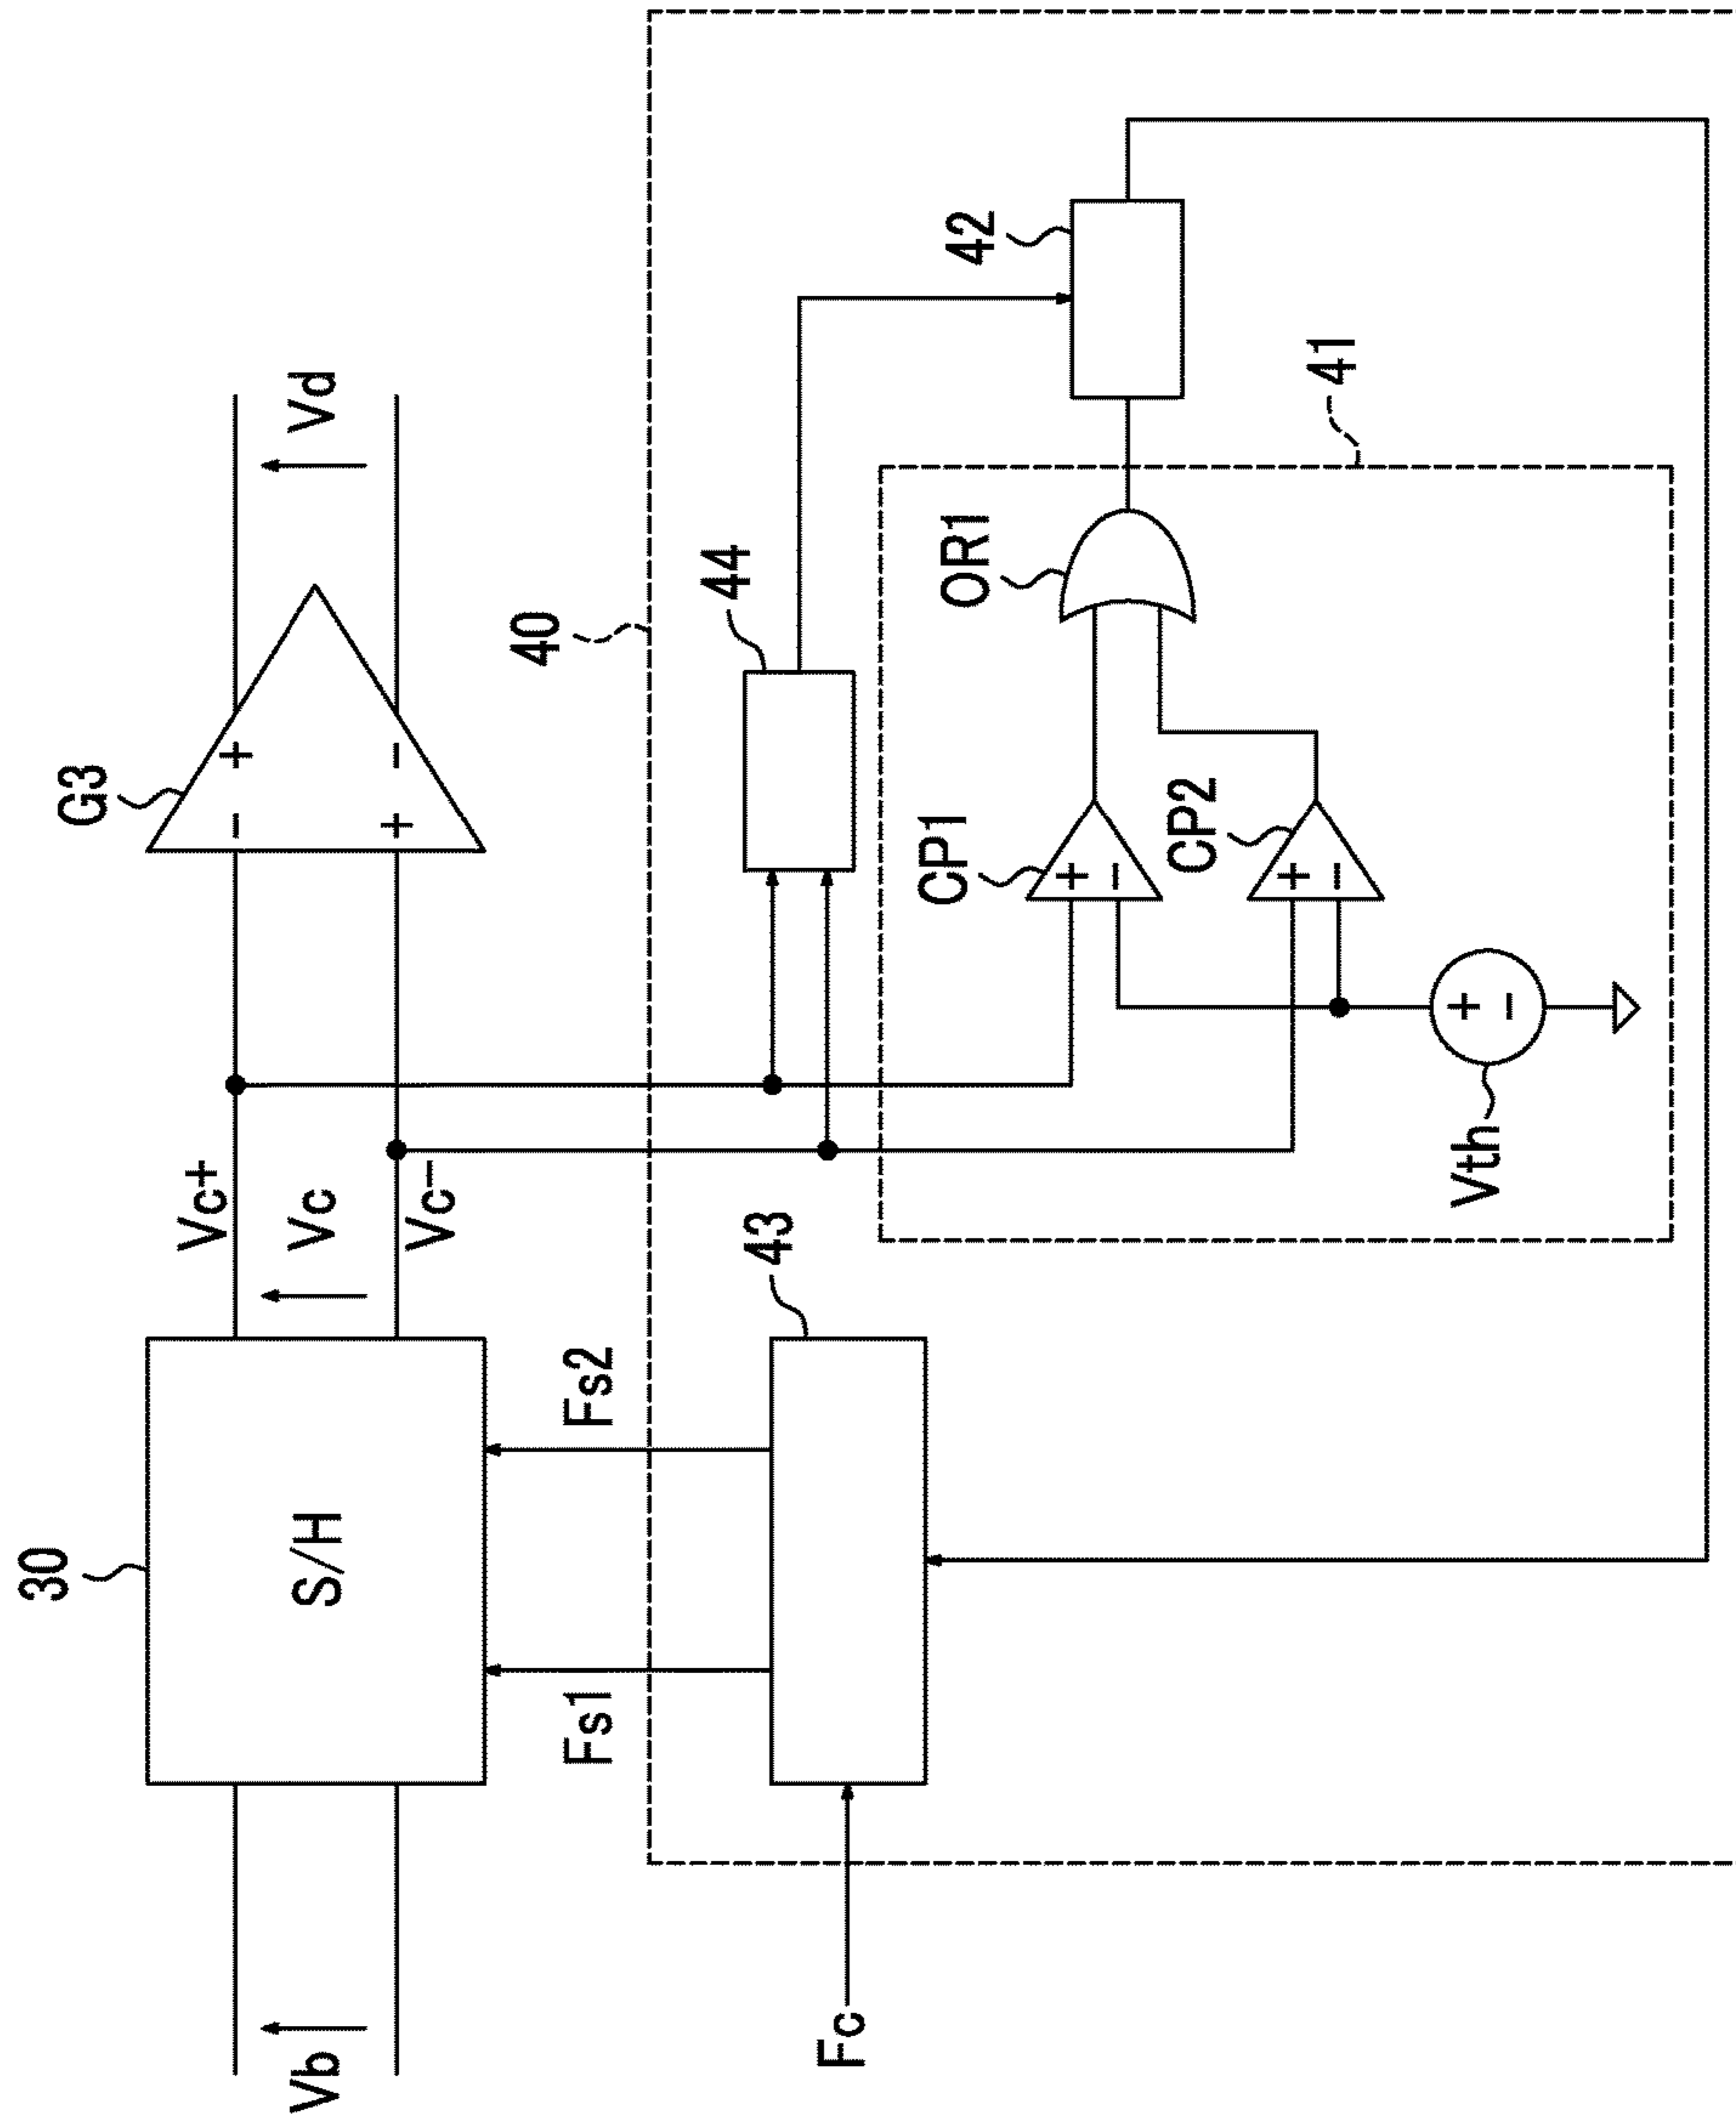 30
S/H
Vb
Vc+
Vc
Vc−
G3
−
+
+
−
Vd
40
Fs1
Fs2
Fc
43
44
42
41
OR1
CP1
+
−
CP2
+
−
Vth
+
−